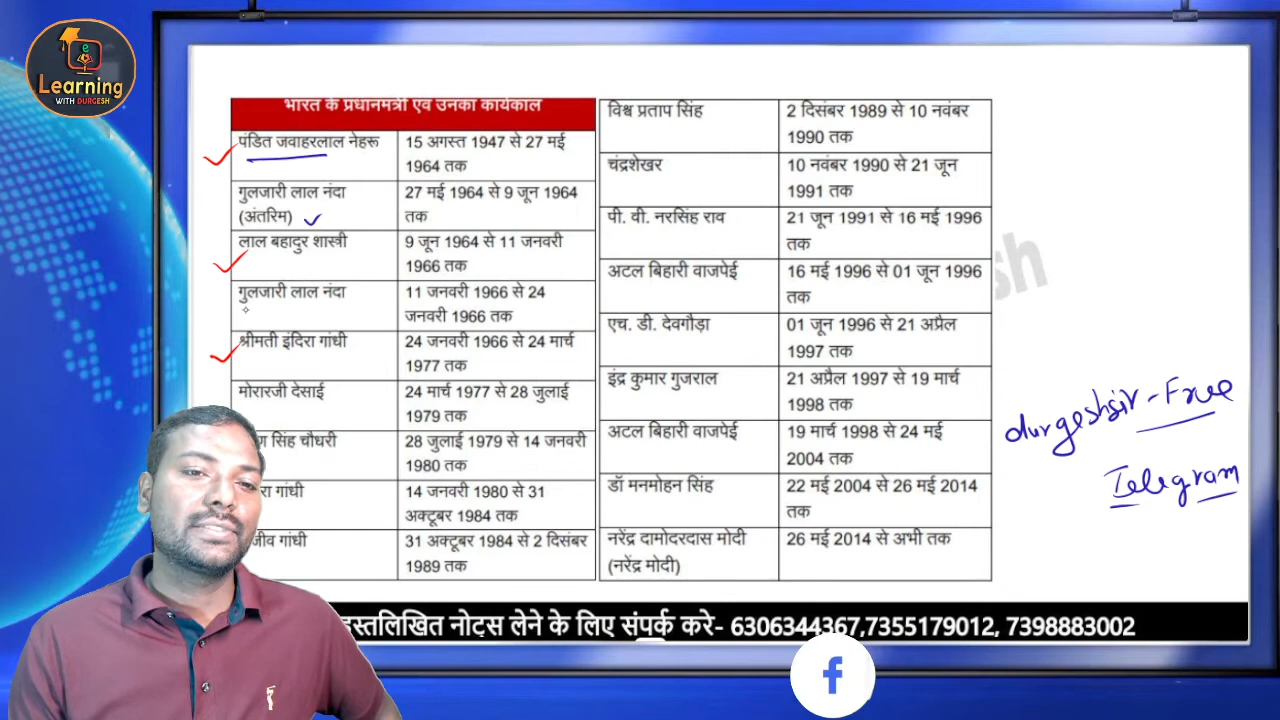 e
Learning
WITH DURGESH
भारत के प्रधानमंत्री एवं उनका कार्यकाल
पंडित जवाहरलाल नेहरू
15 अगस्त 1947 से 27 मई
1964 तक
गुलजारी लाल नंदा
(अंतरिम)
27 मई 1964 से 9 जून 1964
तक
लाल बहादुर शास्त्री
9 जून 1964 से 11 जनवरी
1966 तक
गुलजारी लाल नंदा
11 जनवरी 1966 से 24
जनवरी 1966 तक
श्रीमती इंदिरा गांधी
24 जनवरी 1966 से 24 मार्च
1977 तक
मोरारजी देसाई
24 मार्च 1977 से 28 जुलाई
1979 तक
सिंह चौधरी
28 जुलाई 1979 से 14 जनवरी
1980 तक
रा गांधी
14 जनवरी 1980 से 31
अक्टूबर 1984 तक
जीव गांधी
31 अक्टूबर 1984 से 2 दिसंबर
1989 तक
विश्व प्रताप सिंह
2 दिसंबर 1989 से 10 नवंबर
1990 तक
चंद्रशेखर
10 नवंबर 1990 से 21 जून
1991 तक
पी. वी. नरसिंह राव
21 जून 1991 से 16 मई 1996
तक
अटल बिहारी वाजपेई
16 मई 1996 से 01 जून 1996
तक
एच. डी. देवगौड़ा
01 जून 1996 से 21 अप्रैल
1997 तक
इंद्र कुमार गुजराल
21 अप्रैल 1997 से 19 मार्च
1998 तक
अटल बिहारी वाजपेई
19 मार्च 1998 से 24 मई
2004 तक
डॉ मनमोहन सिंह
22 मई 2004 से 26 मई 2014
तक
नरेंद्र दामोदरदास मोदी
(नरेंद्र मोदी)
26 मई 2014 से अभी तक
sh
durgeshsir - Free
Telegram
हस्तलिखित नोट्स लेने के लिए संपर्क करे- 6306344367,7355179012, 7398883002
f